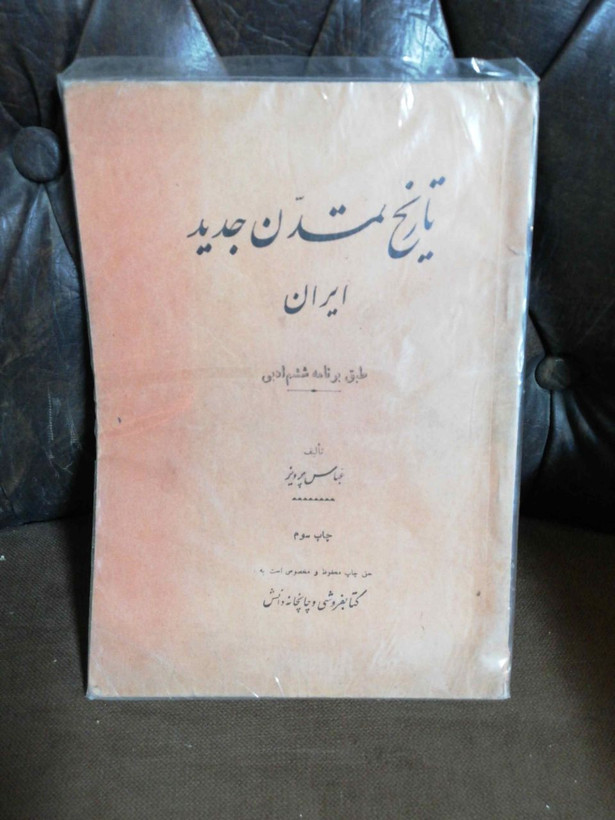 تاریخ تمدّن جدید
ایران
طبق برنامه ششم ادبی
تألیف
عباس پرویز
چاپ سوم
حق چاپ محفوظ و مخصوص است به
کتابفروشی و چاپخانه دانش